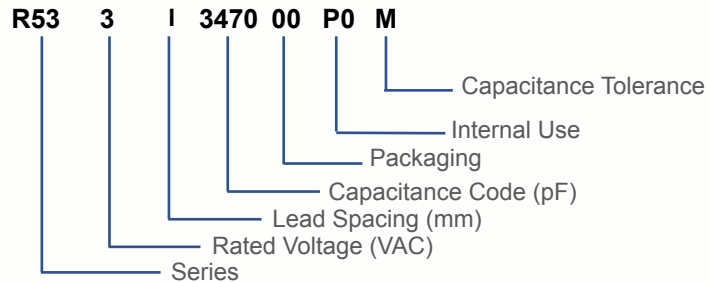 R53 3 I 3470 00 P0 M
Capacitance Tolerance
Internal Use
Packaging
Capacitance Code (pF)
Lead Spacing (mm)
Rated Voltage (VAC)
Series